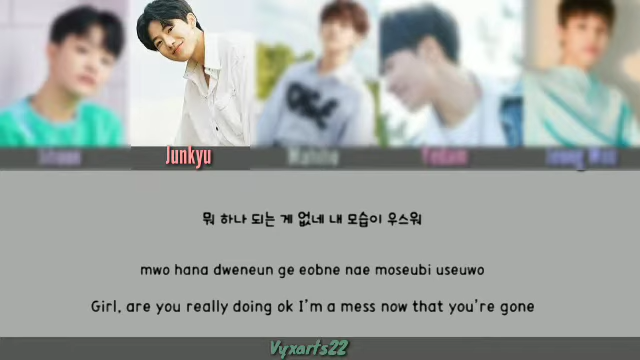 Junkyu
Yedam
뭐 하나 되는 게 없네 내 모습이 우스워
mwo hana dweneun ge eobne nae moseubi useuwo
Girl, are you really doing ok I'm a mess now that you're gone
Vyxarts22